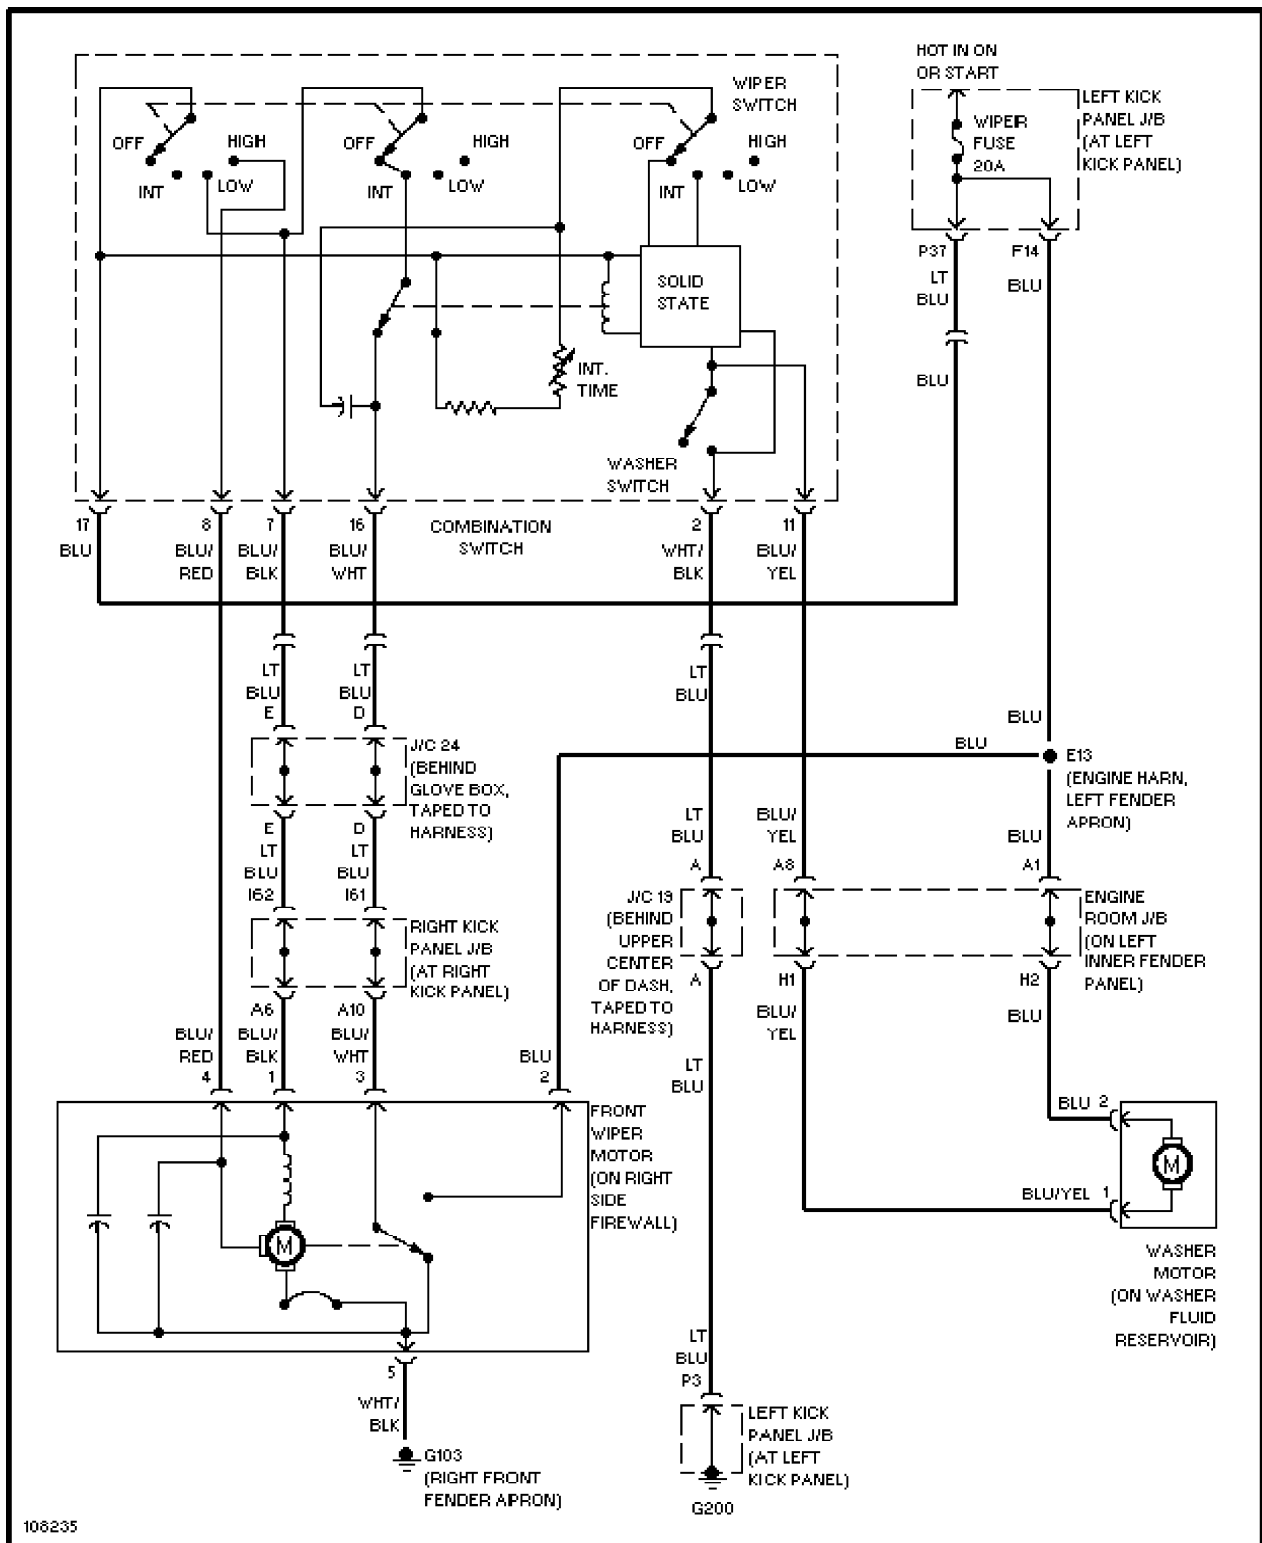 HOT IN ON
OR START
WIPER
SWITCH
LEFT KICK
PANEL J/B
(AT LEFT
KICK PANEL)
WIPER
FUSE
20A
OFF
HIGH
INT
LOW
OFF
HIGH
INT
LOW
OFF
HIGH
INT
LOW
SOLID
STATE
INT.
TIME
WASHER
SWITCH
P37
F14
LT
BLU
BLU
BLU
17
8
7
16
COMBINATION
SWITCH
2
11
BLU
BLU/
RED
BLU/
BLK
BLU/
WHT
WHT/
BLK
BLU/
YEL
LT
BLU
E
LT
BLU
D
LT
BLU
J/C 24
(BEHIND
GLOVE BOX,
TAPED TO
HARNESS)
BLU
BLU
E13
(ENGINE HARN,
LEFT FENDER
APRON)
E
LT
BLU
I62
D
LT
BLU
I61
LT
BLU
A
BLU/
YEL
A8
BLU
A1
RIGHT KICK
PANEL J/B
(AT RIGHT
KICK PANEL)
J/C 19
(BEHIND
UPPER
CENTER
OF DASH,
TAPED TO
HARNESS)
ENGINE
ROOM J/B
(ON LEFT
INNER FENDER
PANEL)
A
H1
H2
A6
A10
BLU/
YEL
BLU
BLU/
RED
4
BLU/
BLK
1
BLU/
WHT
3
BLU
2
LT
BLU
FRONT
WIPER
MOTOR
(ON RIGHT
SIDE
FIREWALL)
M
BLU 2
M
BLU/YEL 1
WASHER
MOTOR
(ON WASHER
FLUID
RESERVOIR)
5
WHT/
BLK
LT
BLU
P3
G103
(RIGHT FRONT
FENDER APRON)
LEFT KICK
PANEL J/B
(AT LEFT
KICK PANEL)
G200
108235